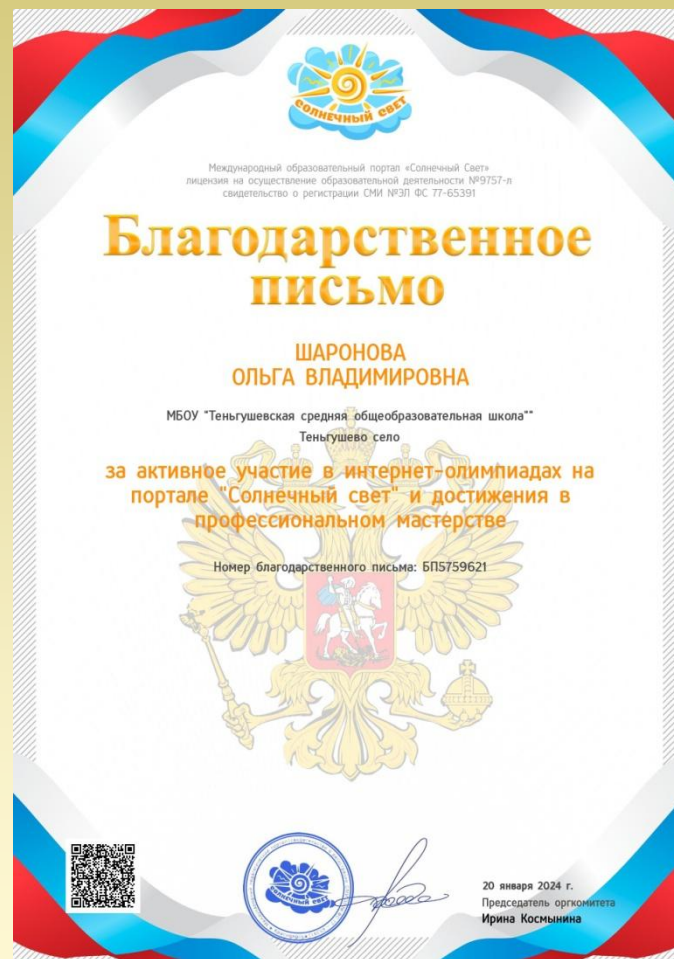 СОЛНЕЧНЫЙ СВЕТ
Международный образовательный портал «Солнечный Свет»
лицензия на осуществление образовательной деятельности №9757-л
свидетельство о регистрации СМИ №ЭЛ ФС 77-65391
Благодарственное
письмо
ШАРОНОВА
ОЛЬГА ВЛАДИМИРОВНА
МБОУ "Теньгушевская средняя общеобразовательная школа""
Теньгушево село
за активное участие в интернет-олимпиадах на
портале "Солнечный свет" и достижения в
профессиональном мастерстве
Номер благодарственного письма: БП5759621
СОЛНЕЧНЫЙ СВЕТ
20 января 2024 г.
Председатель оргкомитета
Ирина Космынина